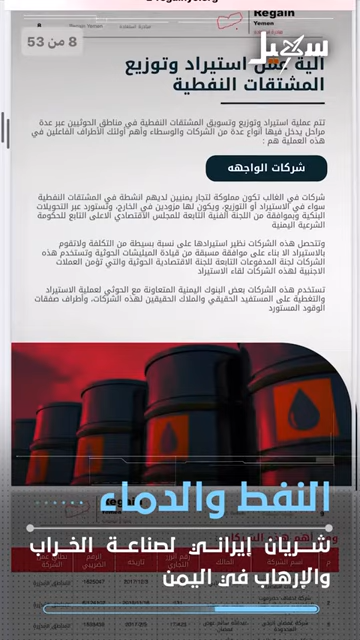 Regain
Yemen
8 من 53
سهيل
آلية عمل استيراد وتوزيع
المشتقات النفطية
تتم عملية استيراد وتوزيع وتسويق المشتقات النفطية في مناطق الحوثيين عبر عدة
مراحل يدخل فيها أنواع عدة من الشركات والوسطاء وأهم أولئك الأطراف الفاعلين في
هذه العملية هم :
شركات الواجهه
شركات في الغالب تكون مملوكة لتجار يمنيين لديهم انشطة في المشتقات النفطية
سواء في الاستيراد أو التوزيع، ويكون لها مزودين في الخارج، وتستورد عبر التحويلات
البنكية وبموافقة من اللجنة الفنية التابعة للمجلس الاقتصادي الاعلى التابع للحكومة
الشرعية اليمنية
وتتحصل هذه الشركات نظير استيرادها على نسبة بسيطة من التكلفة ولاتقوم
بالاستيراد الا بناء على موافقة مسبقة من قيادة الميليشات الحوثية وتستخدم هذه
الشركات لجنة المدفوعات التابعة للجنة الاقتصادية الحوثية والتي تؤمن العملات
الاجنبية لهذه الشركات لقاء الاستيراد
تستخدم هذه الشركات بعض البنوك اليمنية المتعاونة مع الحوثي لعملية الاستيراد
والتغطية على المستفيد الحقيقي والملاك الحقيقين لهذه الشركات، وأطراف صفقات
الوقود المستورد
Regain
النفط والدماء
شريان إيراني لصناعة الخراب
والإرهاب في اليمن